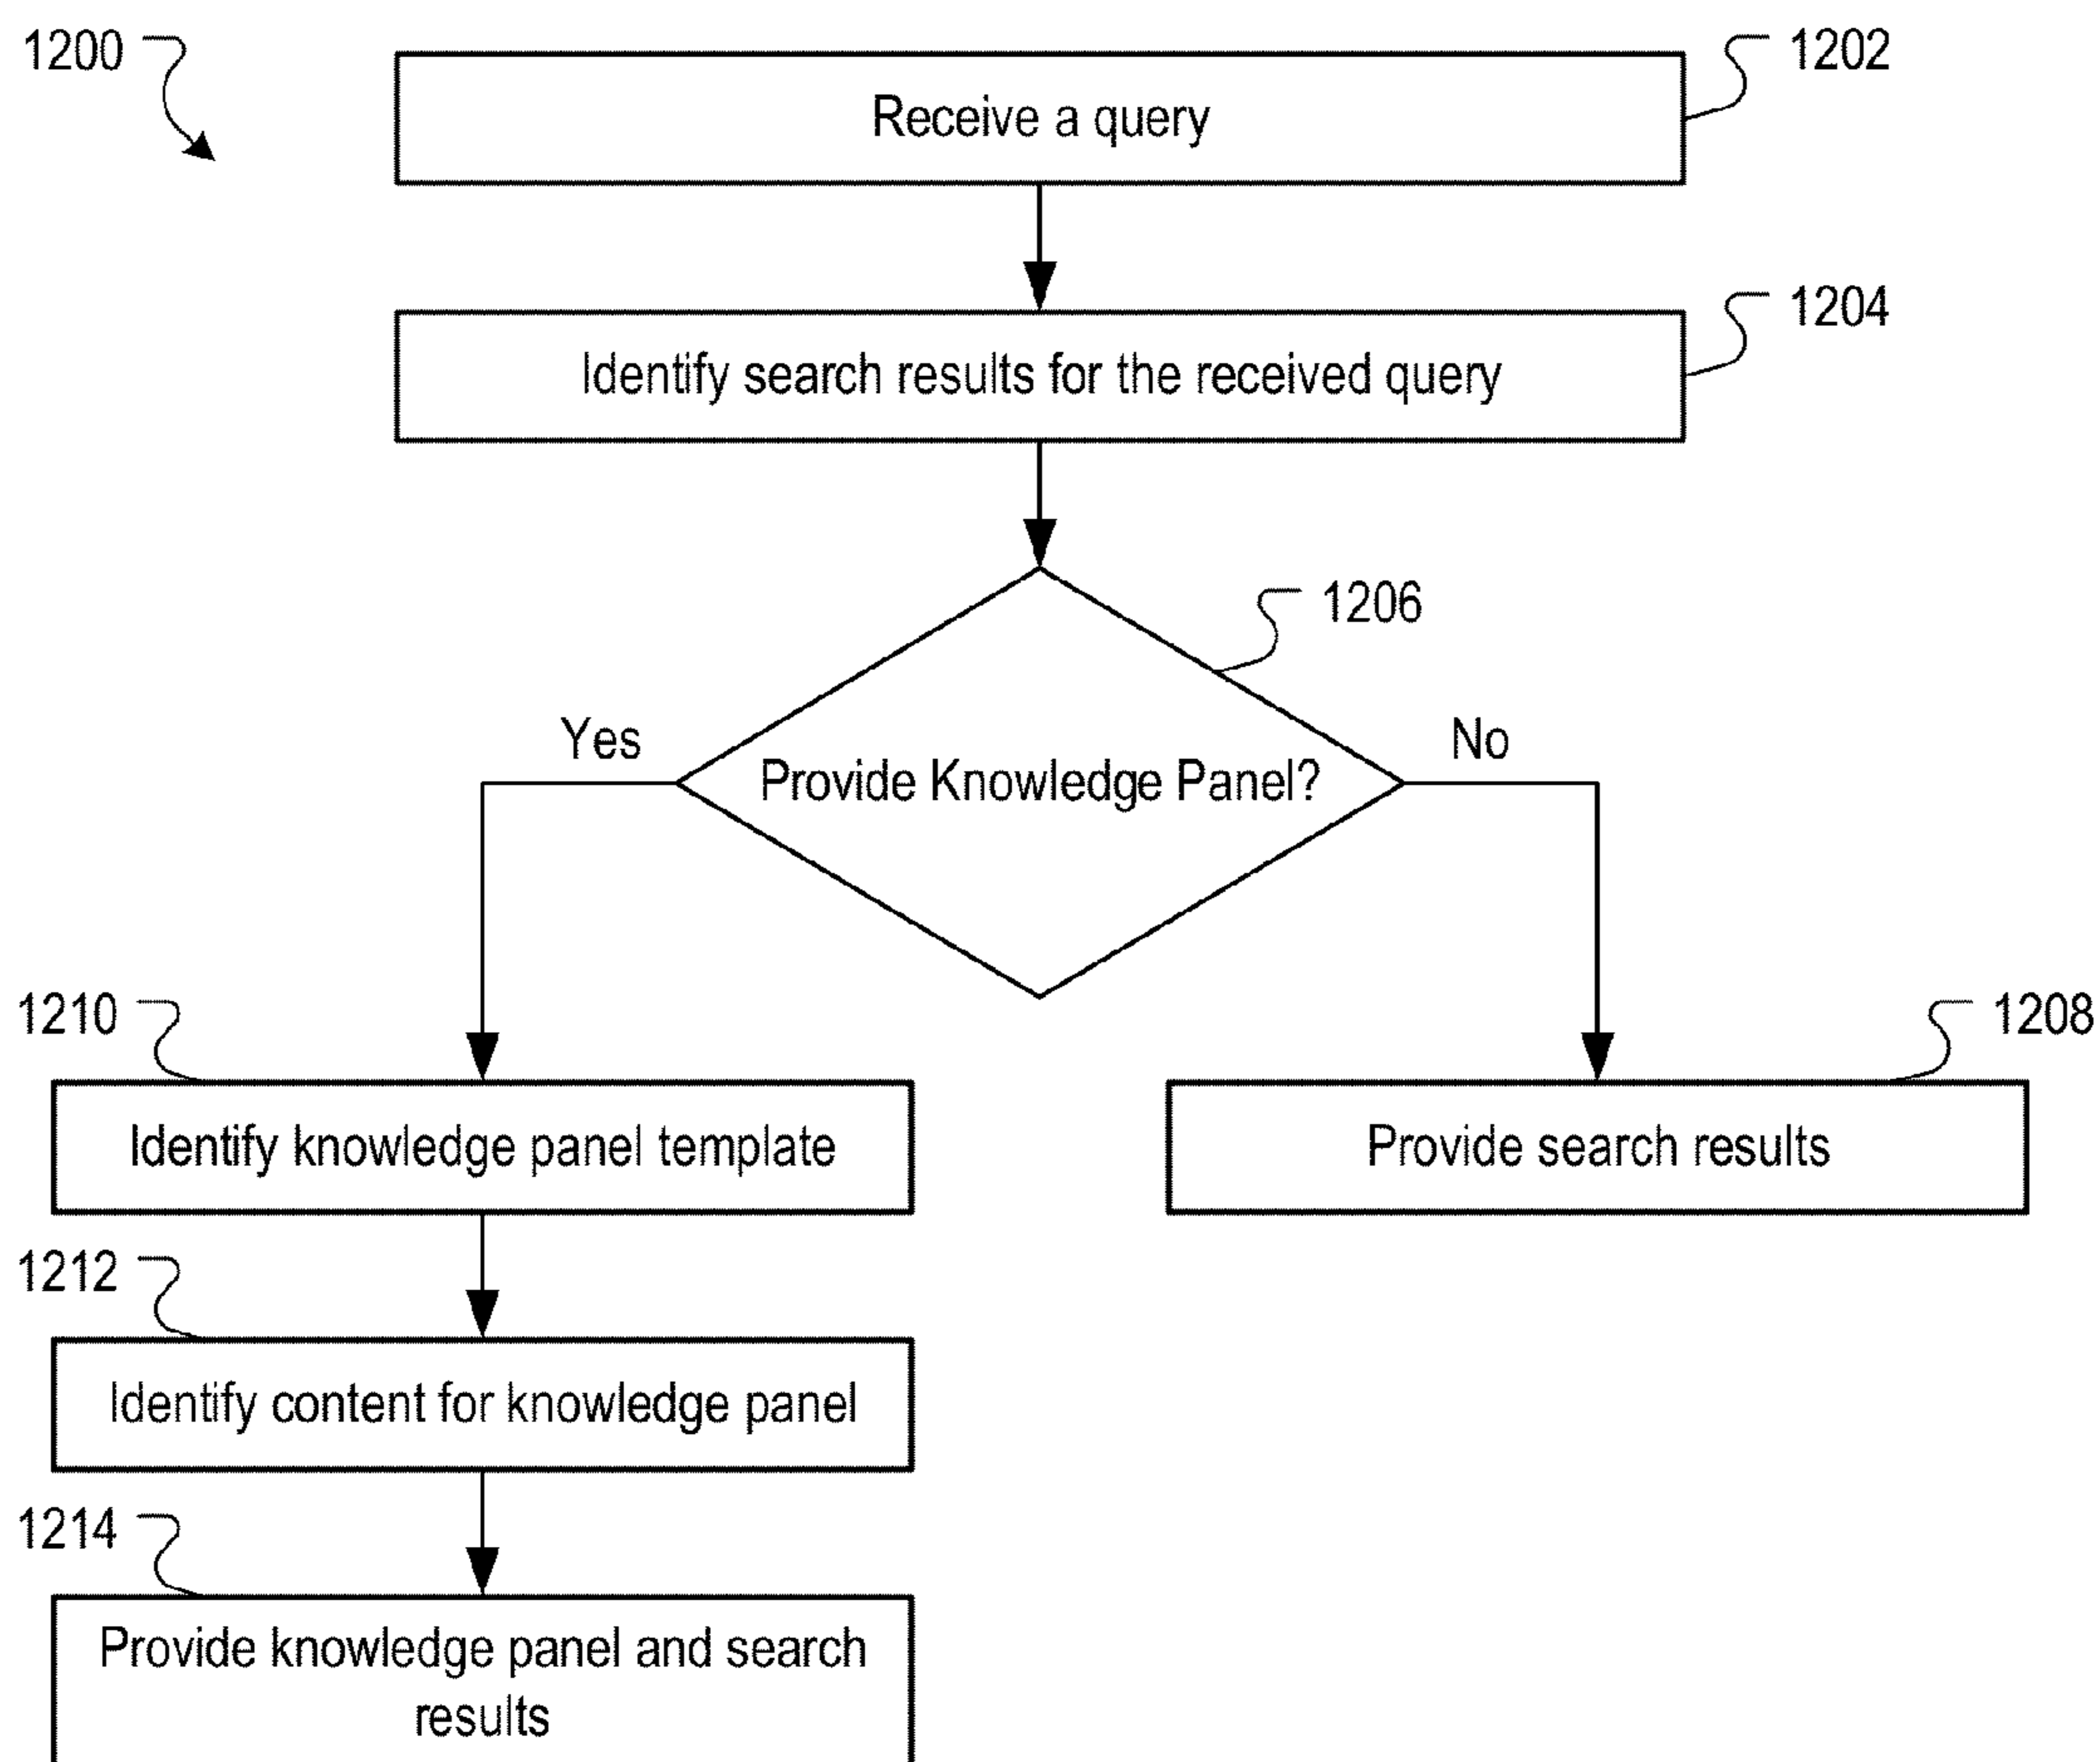 1200
1202
Receive a query
1204
Identify search results for the received query
1206
Yes
No
Provide Knowledge Panel?
1210
1208
Identify knowledge panel template
Provide search results
1212
Identify content for knowledge panel
1214
Provide knowledge panel and search
results